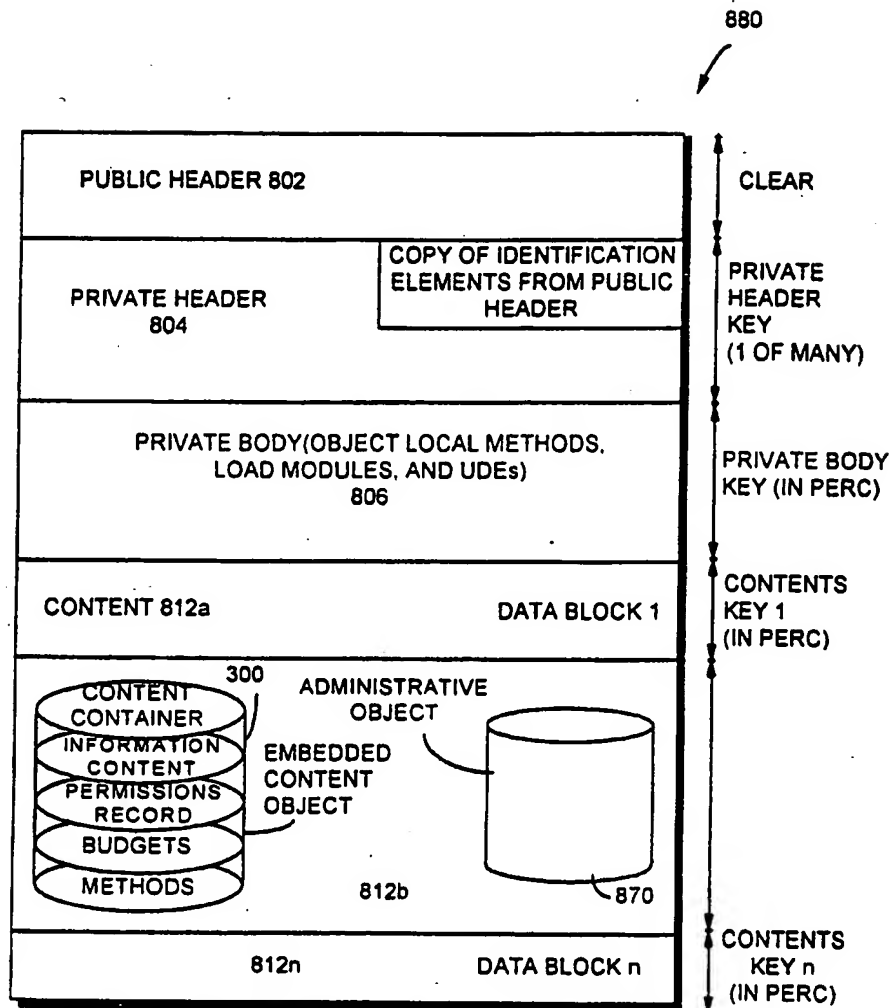 880
PUBLIC HEADER 802
CLEAR
COPY OF IDENTIFICATION
ELEMENTS FROM PUBLIC
HEADER
PRIVATE HEADER
804
PRIVATE
HEADER
KEY
(1 OF MANY)
PRIVATE BODY(OBJECT LOCAL METHODS,
LOAD MODULES, AND UDEs)
806
PRIVATE BODY
KEY (IN PERC)
CONTENT 812a
DATA BLOCK 1
CONTENTS
KEY 1
(IN PERC)
300
CONTENT
CONTAINER
INFORMATION
CONTENT
PERMISSIONS
RECORD
BUDGETS
METHODS
EMBEDDED
CONTENT
OBJECT
ADMINISTRATIVE
OBJECT
812b
870
812n
DATA BLOCK n
CONTENTS
KEY n
(IN PERC)